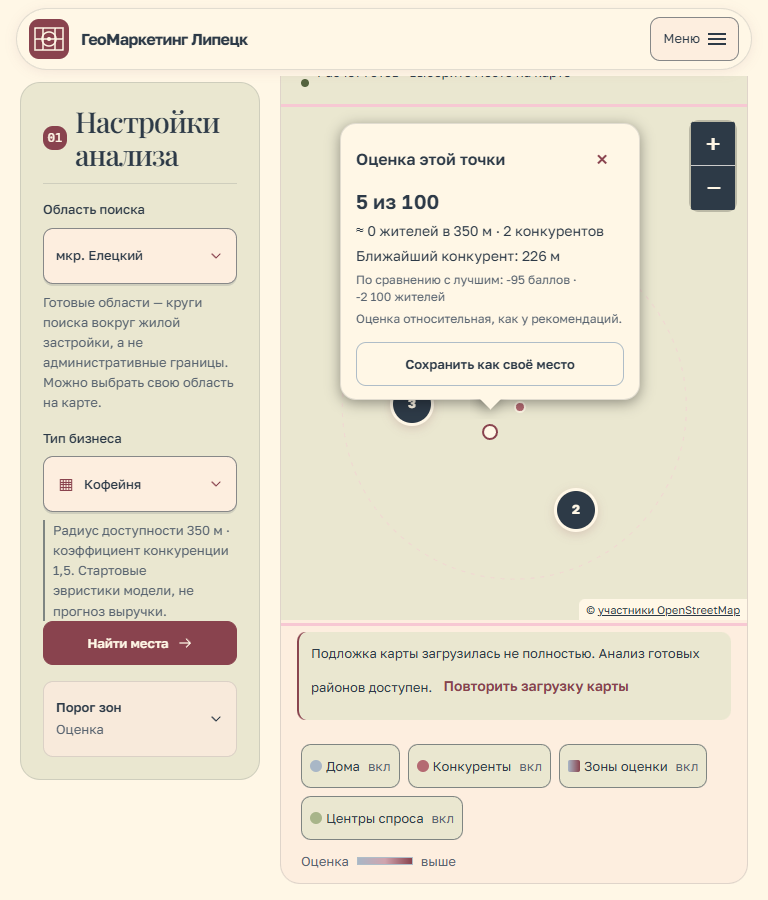 ГеоМаркетинг Липецк
Меню
01
Настройки
анализа
Область поиска
мкр. Елецкий
Готовые области — круги
поиска вокруг жилой
застройки, а не
административные границы.
Можно выбрать свою область
на карте.
Тип бизнеса
Кофейня
Радиус доступности 350 м ·
коэффициент конкуренции
1,5. Стартовые
эвристики модели, не
прогноз выручки.
Найти места →
Порог зон
Оценка
Оценка этой точки
×
5 из 100
≈ 0 жителей в 350 м · 2 конкурентов
Ближайший конкурент: 226 м
По сравнению с лучшим: -95 баллов ·
-2 100 жителей
Оценка относительная, как у рекомендаций.
Сохранить как своё место
+
−
3
2
© участники OpenStreetMap
Подложка карты загрузилась не полностью. Анализ готовых
районов доступен. Повторить загрузку карты
Дома вкл
Конкуренты вкл
Зоны оценки вкл
Центры спроса вкл
Оценка выше